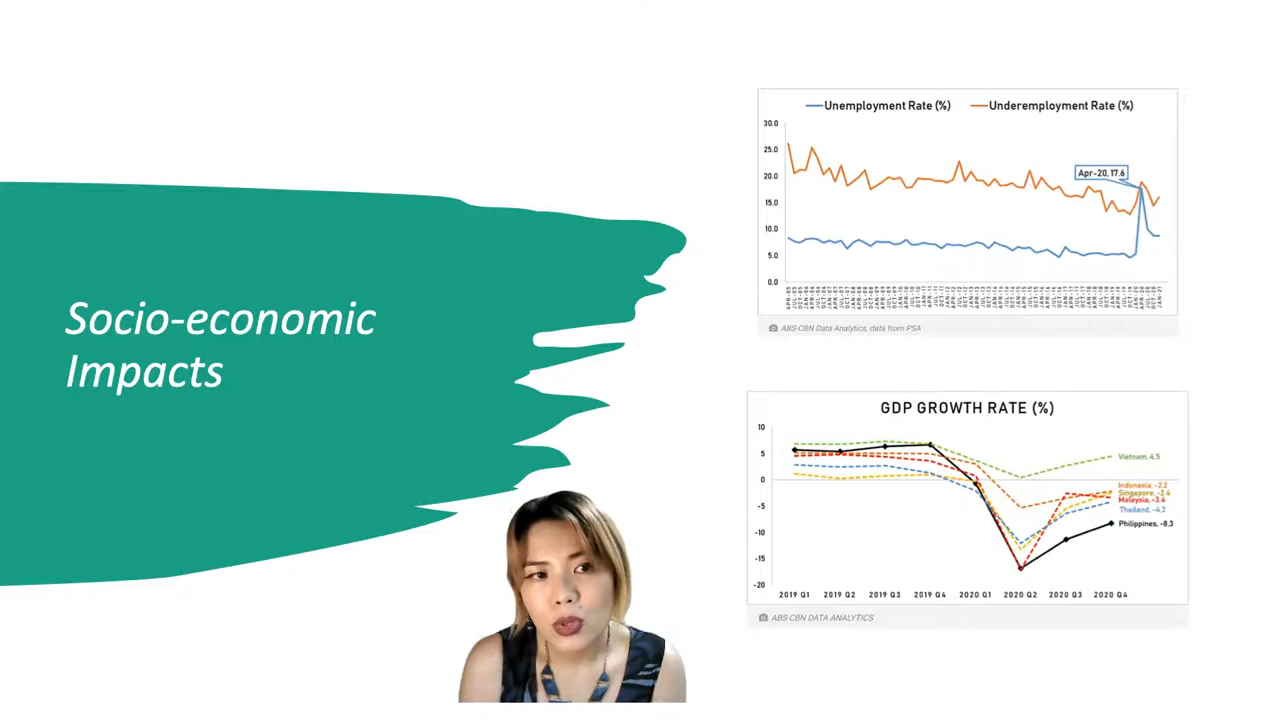 Socio-economic
Impacts
Unemployment Rate (%) Underemployment Rate (%)
30.0
25.0
20.0
15.0
10.0
5.0
0.0
Apr-20, 17.6
ABS-CBN Data Analytics, data from PSA
GDP GROWTH RATE (%)
10
5
0
-5
-10
-15
-20
Vietnam, 4.5
Indonesia, -2.2
Singapore, -2.4
Malaysia, -3.4
Thailand, -4.2
Philippines, -8.3
2019 Q1 2019 Q2 2019 Q3 2019 Q4 2020 Q1 2020 Q2 2020 Q3 2020 Q4
ABS-CBN DATA ANALYTICS